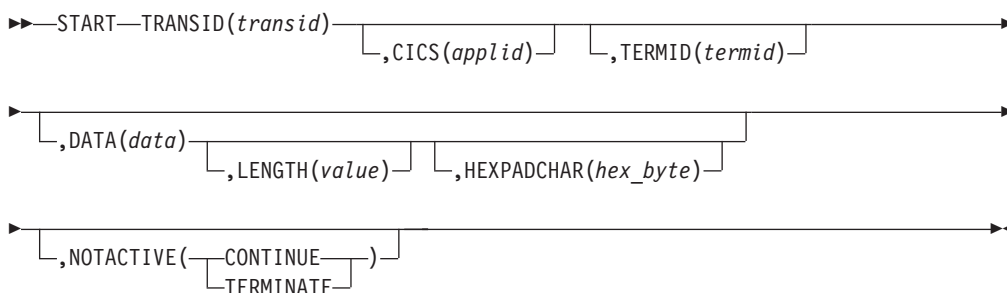 START TRANSID(transid)
,CICS(applid) ,TERMID(termid)
,DATA(data)
,LENGTH(value) ,HEXPADCHAR(hex_byte)
,NOTACTIVE( CONTINUE )
TERMINATE